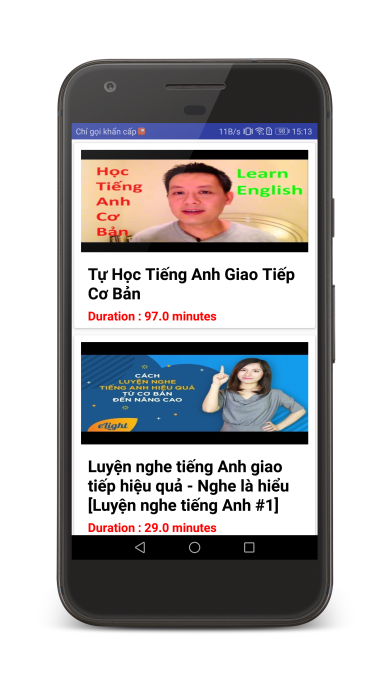 Chỉ gọi khẩn cấp
11B/s 90 15:13
Học
Tiếng
Anh
Cơ
Bản
Learn
English
Tự Học Tiếng Anh Giao Tiếp
Cơ Bản
Duration : 97.0 minutes
CÁCH
LUYỆN NGHE
TIẾNG ANH HIỆU QUẢ
TỪ CƠ BẢN
ĐẾN NÂNG CAO
elight
Luyện nghe tiếng Anh giao
tiếp hiệu quả - Nghe là hiểu
[Luyện nghe tiếng Anh #1]
Duration : 29.0 minutes